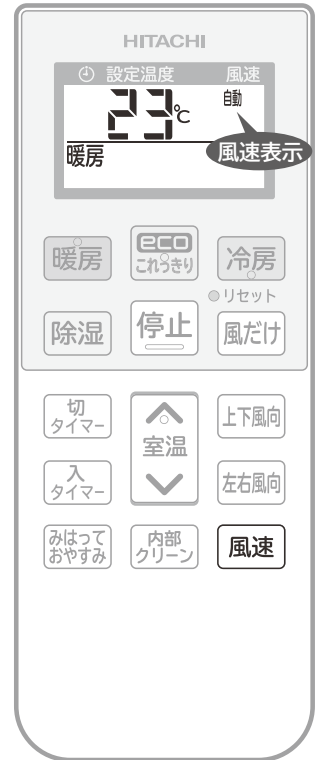 HITACHI
設定温度 風速
23℃ 自動
暖房
風速表示
暖房
eco
これっきり
冷房
リセット
除湿
停止
風だけ
切
タイマー
室温
上下風向
入
タイマー
左右風向
みはって
おやすみ
内部
クリーン
風速